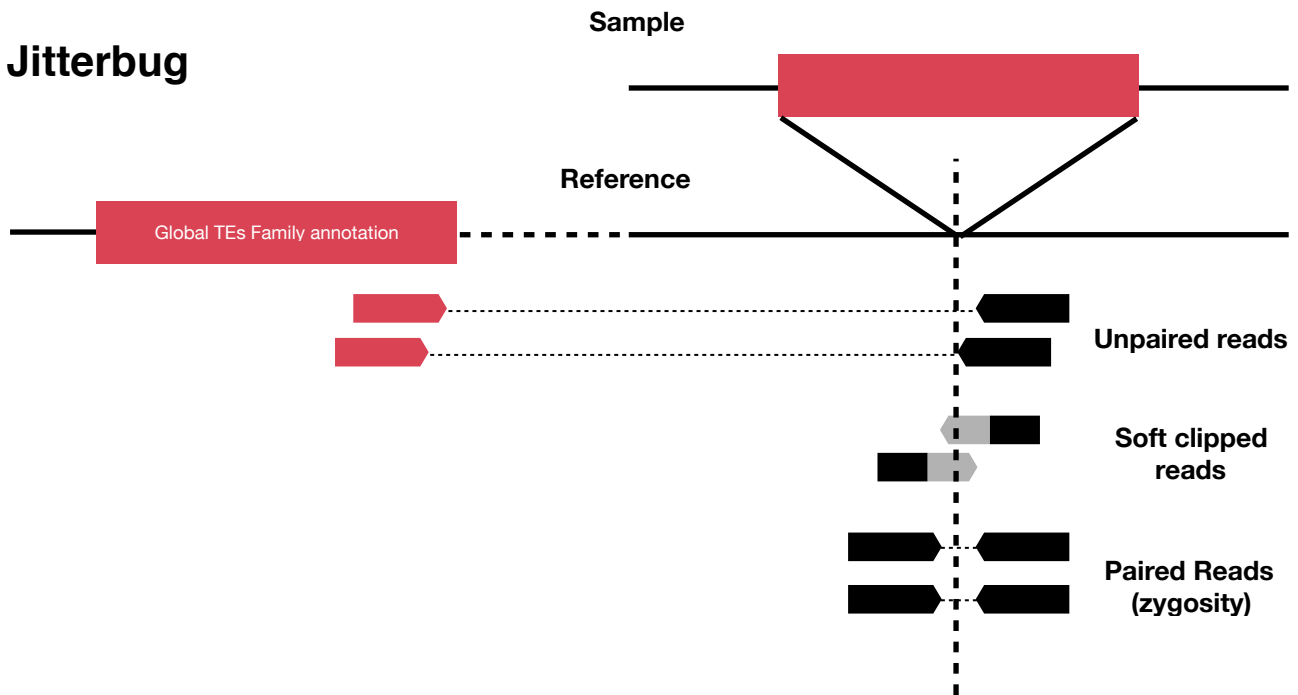 Sample
Jitterbug
Reference
Global TEs Family annotation
Unpaired reads
Soft clipped
reads
Paired Reads
(zygosity)